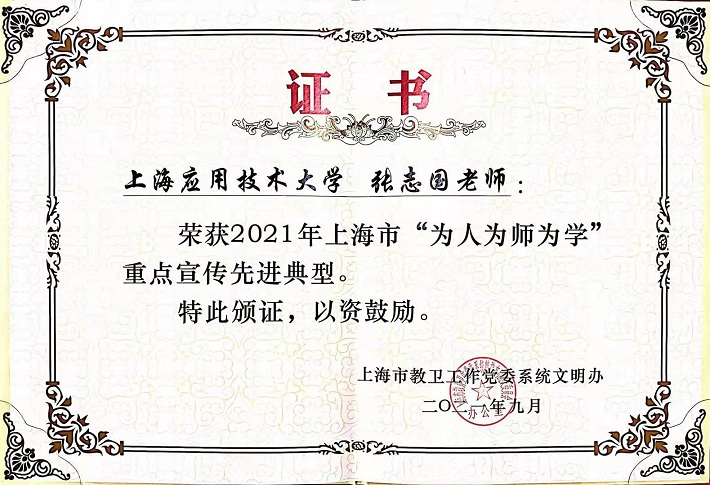 证书
上海应用技术大学 张志国老师：
荣获2021年上海市“为人为师为学”
重点宣传先进典型。
特此颁证，以资鼓励。
上海市教卫工作党委系统文明办
二〇二一年九月
办公室